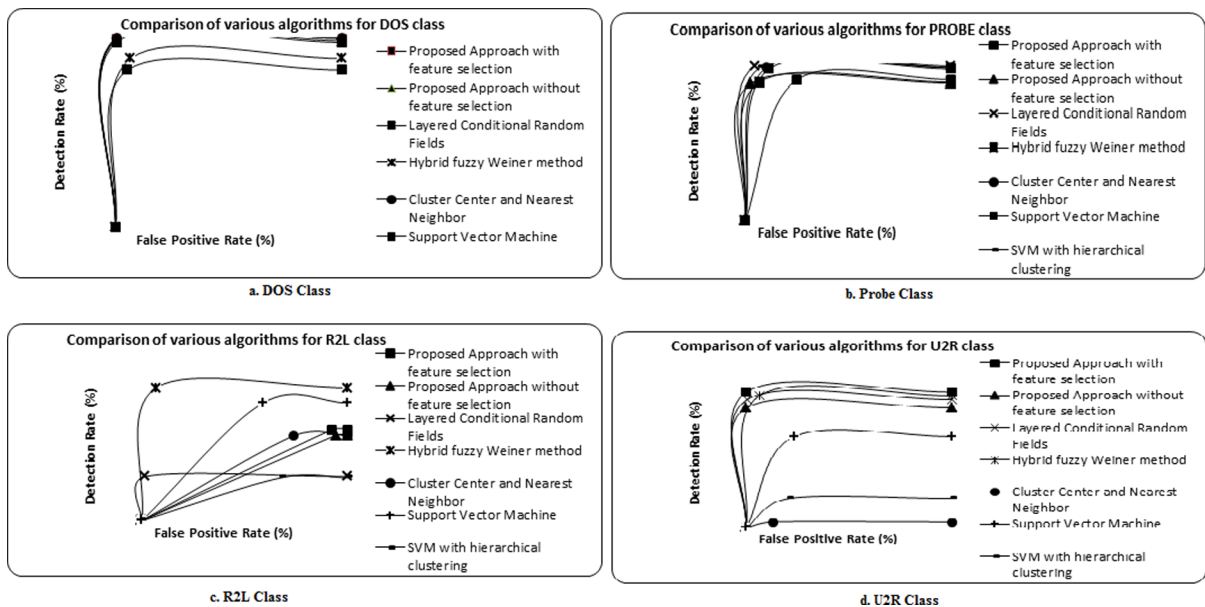 Comparison of various algorithms for DOS class
Detection Rate (%)
False Positive Rate (%)
Proposed Approach with
feature selection
Proposed Approach without
feature selection
Layered Conditional Random
Fields
Hybrid fuzzy Weiner method
Cluster Center and Nearest
Neighbor
Support Vector Machine
a. DOS Class
Comparison of various algorithms for PROBE class
Detection Rate (%)
False Positive Rate (%)
Proposed Approach with
feature selection
Proposed Approach without
feature selection
Layered Conditional Random
Fields
Hybrid fuzzy Weiner method
Cluster Center and Nearest
Neighbor
Support Vector Machine
SVM with hierarchical
clustering
b. Probe Class
Comparison of various algorithms for R2L class
Detection Rate (%)
False Positive Rate (%)
Proposed Approach with
feature selection
Proposed Approach without
feature selection
Layered Conditional Random
Fields
Hybrid fuzzy Weiner method
Cluster Center and Nearest
Neighbor
Support Vector Machine
SVM with hierarchical
clustering
c. R2L Class
Comparison of various algorithms for U2R class
Detection Rate (%)
False Positive Rate (%)
Proposed Approach with
feature selection
Proposed Approach without
feature selection
Layered Conditional Random
Fields
Hybrid fuzzy Weiner method
Cluster Center and Nearest
Neighbor
Support Vector Machine
SVM with hierarchical
clustering
d. U2R Class